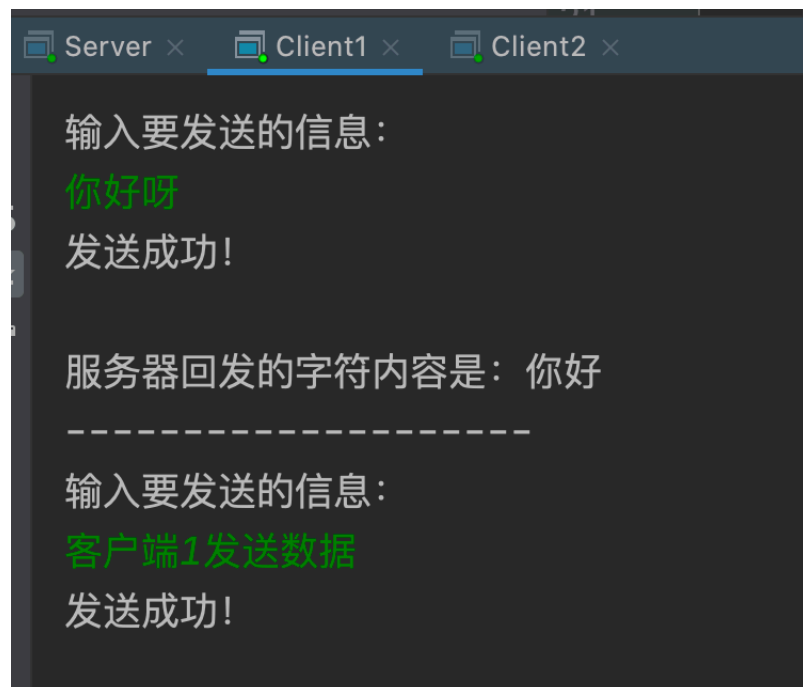 Server × Client1 × Client2 ×
输入要发送的信息：
你好呀
发送成功！
服务器回发的字符内容是：你好
--------------------
输入要发送的信息：
客户端1发送数据
发送成功！